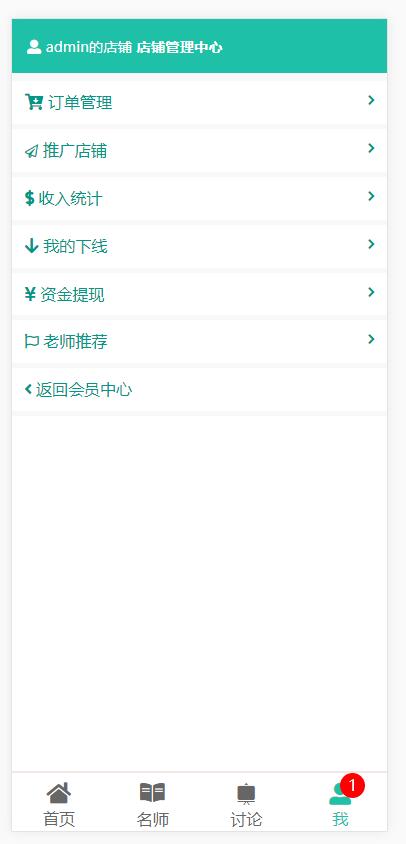 admin的店铺 店铺管理中心
订单管理
推广店铺
$ 收入统计
我的下线
¥ 资金提现
老师推荐
返回会员中心
1
首页 名师 讨论 我